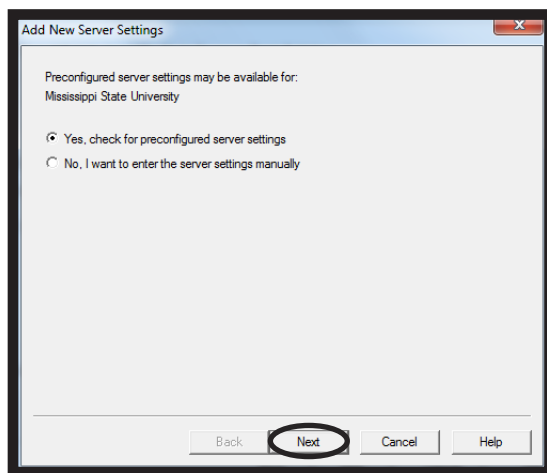 Add New Server Settings
X
Preconfigured server settings may be available for:
Mississippi State University
Yes, check for preconfigured server settings
No, I want to enter the server settings manually
Back Next Cancel Help